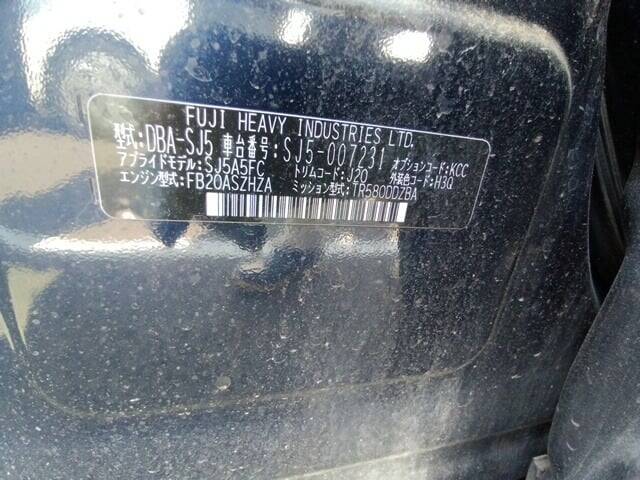 FUJI HEAVY INDUSTRIES LTD.
型式: DBA-SJ5 車台番号: SJ5-007231
アプライドモデル: SJ5A5FC トリムコード: J20 オプションコード: KCC
エンジン型式: FB20ASZHZA ミッション型式: TR580DDZBA 外装色コード: H3Q